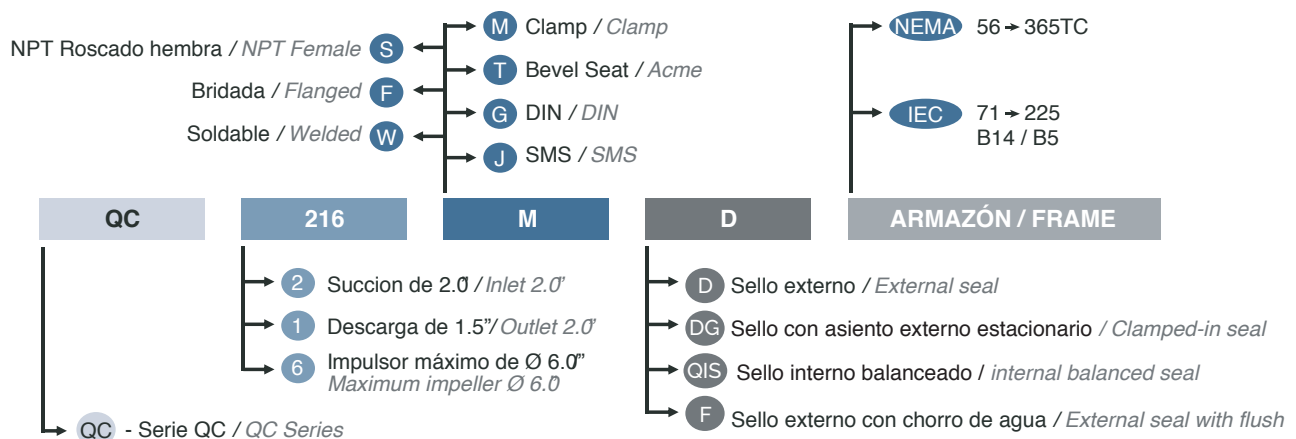 NPT Roscado hembra / NPT Female S
Bridada / Flanged F
Soldable / Welded W
M Clamp / Clamp
T Bevel Seat / Acme
G DIN / DIN
J SMS / SMS
NEMA 56 → 365TC
IEC 71 → 225
B14 / B5
QC 216 M D ARMAZÓN / FRAME
2 Succion de 2.0" / Inlet 2.0"
1 Descarga de 1.5"/ Outlet 2.0"
6 Impulsor máximo de Ø 6.0"
Maximum impeller Ø 6.0"
QC - Serie QC / QC Series
D Sello externo / External seal
DG Sello con asiento externo estacionario / Clamped-in seal
QIS Sello interno balanceado / internal balanced seal
F Sello externo con chorro de agua / External seal with flush